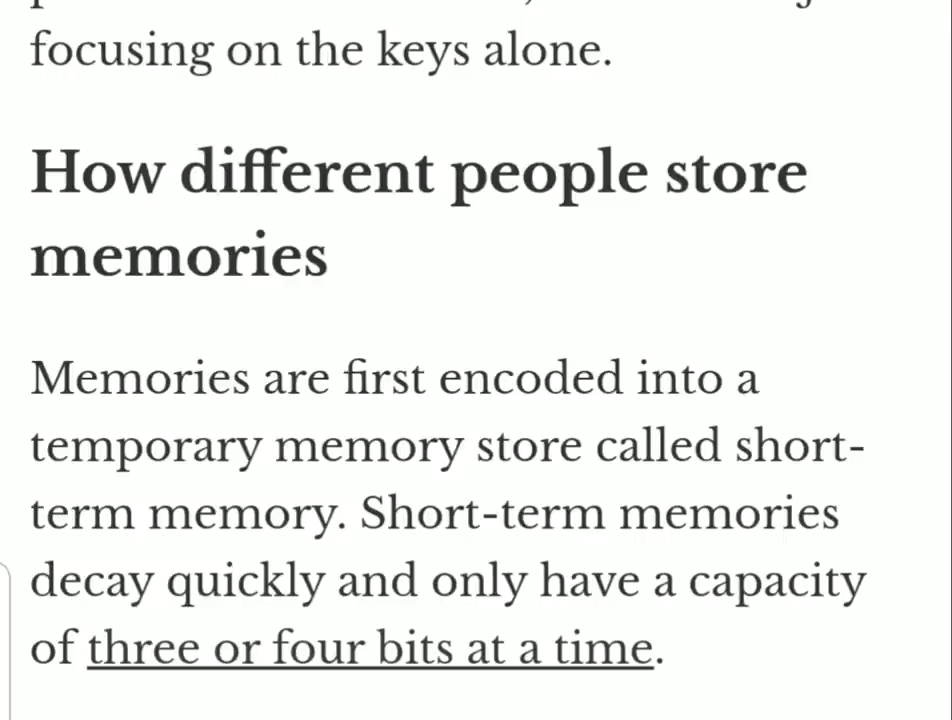 focusing on the keys alone.
How different people store
memories
Memories are first encoded into a
temporary memory store called short-
term memory. Short-term memories
decay quickly and only have a capacity
of three or four bits at a time.